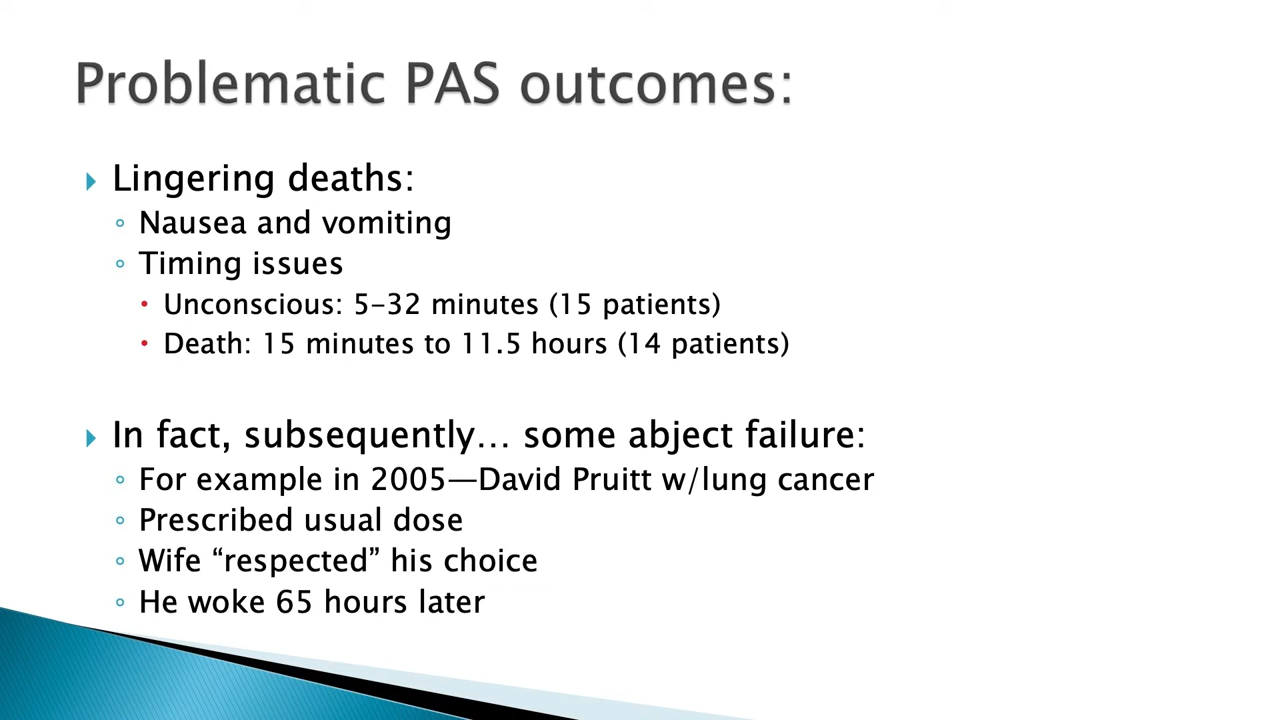 Problematic PAS outcomes:
Lingering deaths:
Nausea and vomiting
Timing issues
Unconscious: 5-32 minutes (15 patients)
Death: 15 minutes to 11.5 hours (14 patients)
In fact, subsequently… some abject failure:
For example in 2005—David Pruitt w/lung cancer
Prescribed usual dose
Wife “respected” his choice
He woke 65 hours later